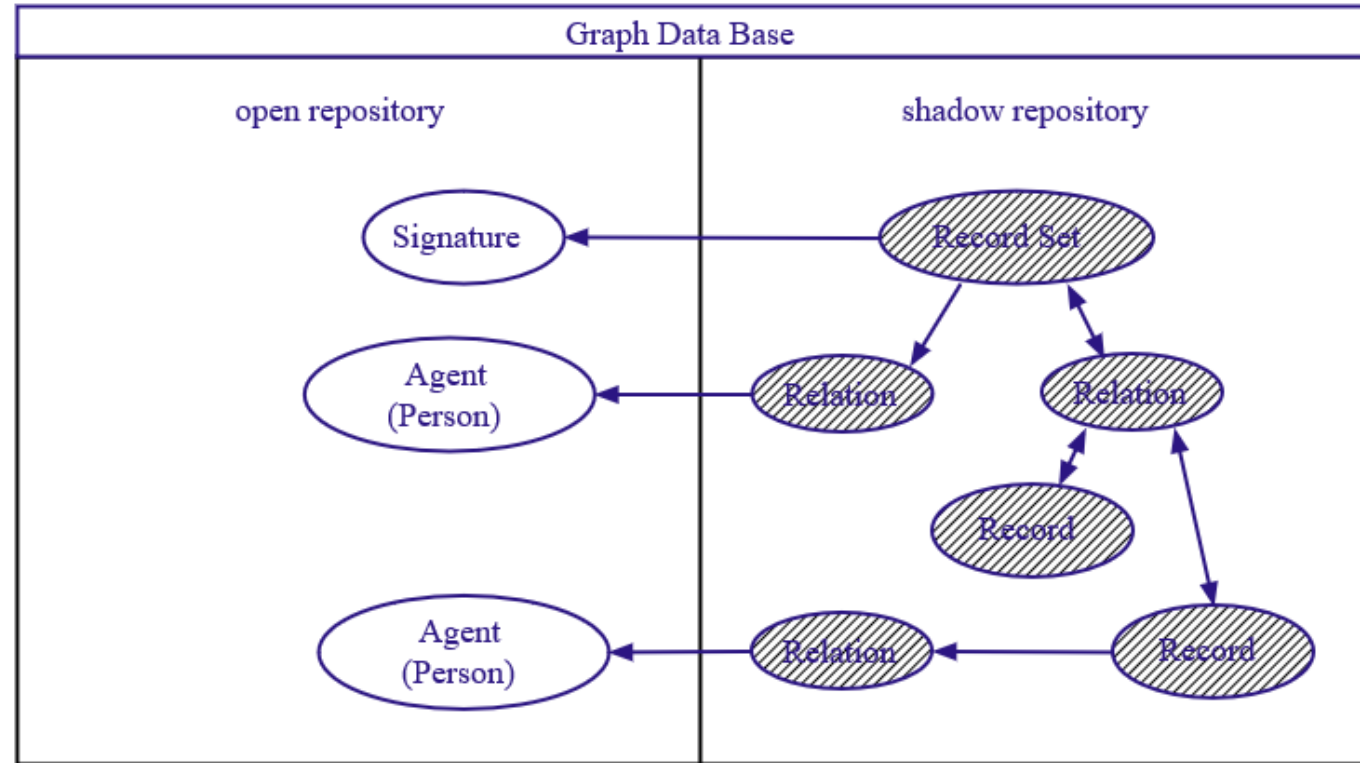 Graph Data Base
open repository
shadow repository
Signature
Record Set
Agent
(Person)
Relation
Relation
Record
Agent
(Person)
Relation
Record